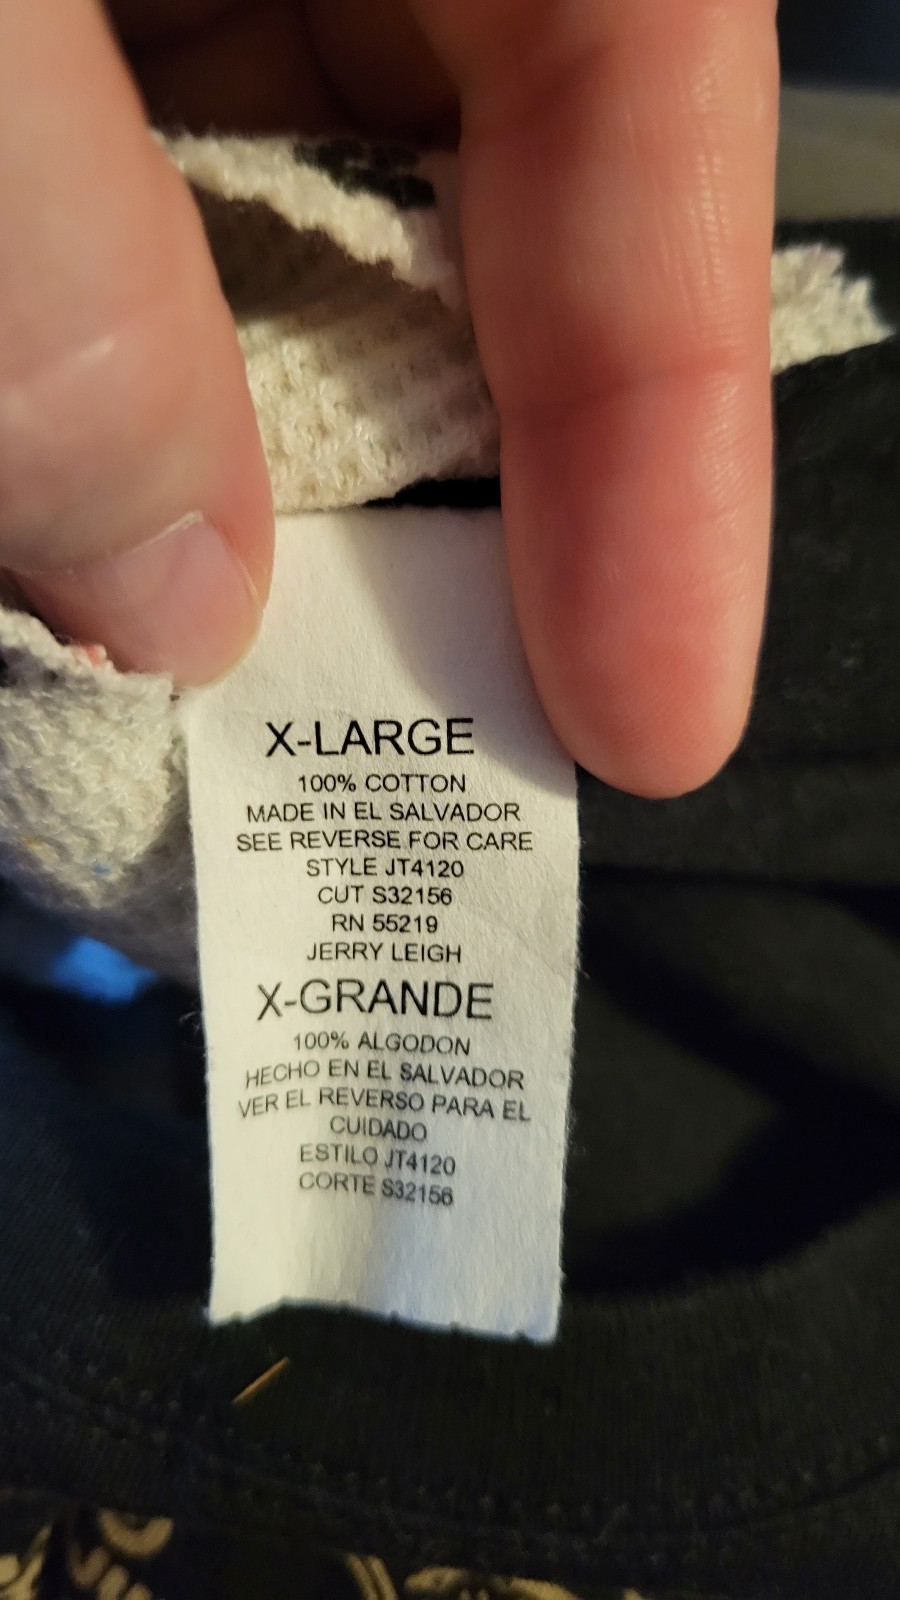 X-LARGE
100% COTTON
MADE IN EL SALVADOR
SEE REVERSE FOR CARE
STYLE JT4120
CUT S32156
RN 55219
JERRY LEIGH
X-GRANDE
100% ALGODON
HECHO EN EL SALVADOR
VER EL REVERSO PARA EL
CUIDADO
ESTILO JT4120
CORTE S32156